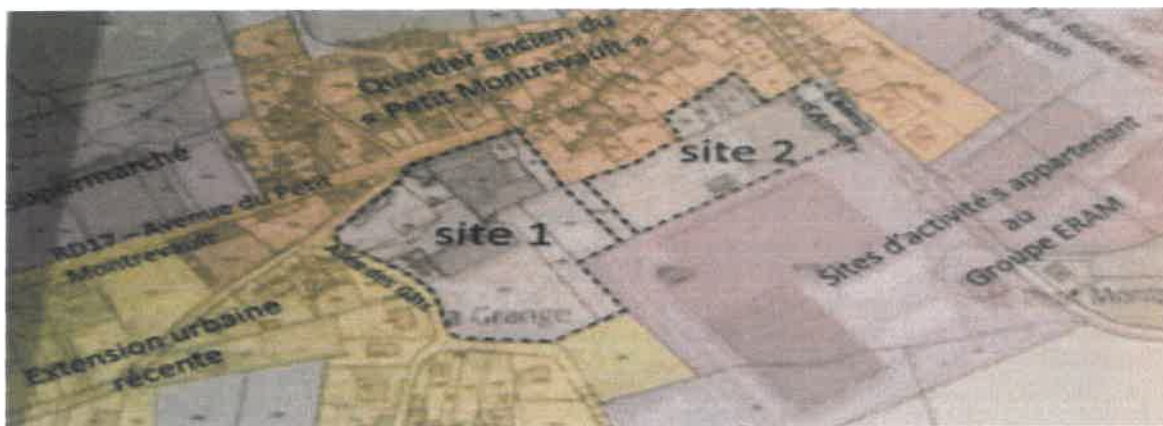 Quartier ancien du
« Petit Montrevault »
Supermarché
RD17 - Avenue du Petit
Montrevault
site 1
site 2
Sites d'activités appartenant
au
Groupe ERAM
a Grange
Extension urbaine
récente